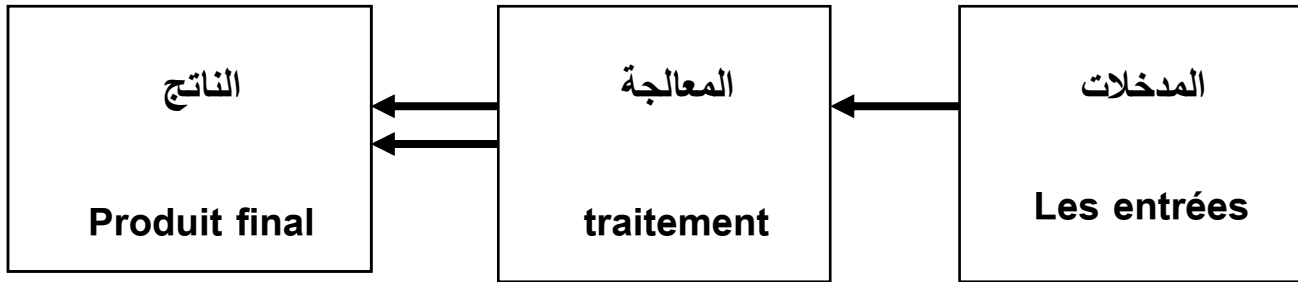 المدخلات
Les entrées
المعالجة
traitement
الناتج
Produit final